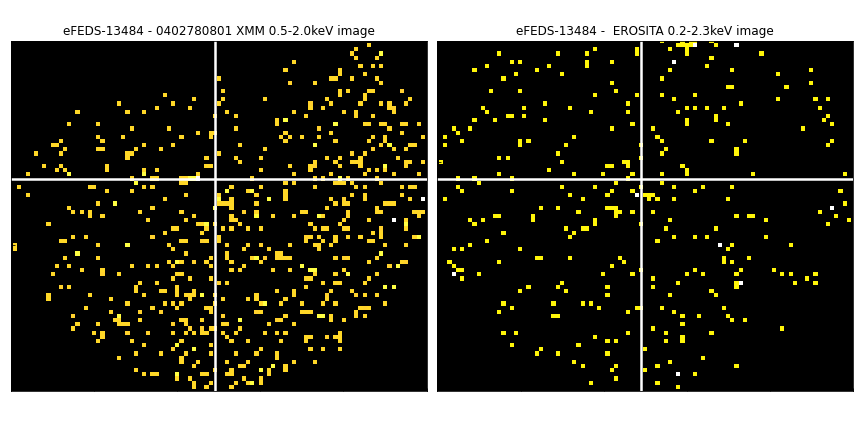 eFEDS-13484 - 0402780801 XMM 0.5-2.0keV image
eFEDS-13484 - EROSITA 0.2-2.3keV image